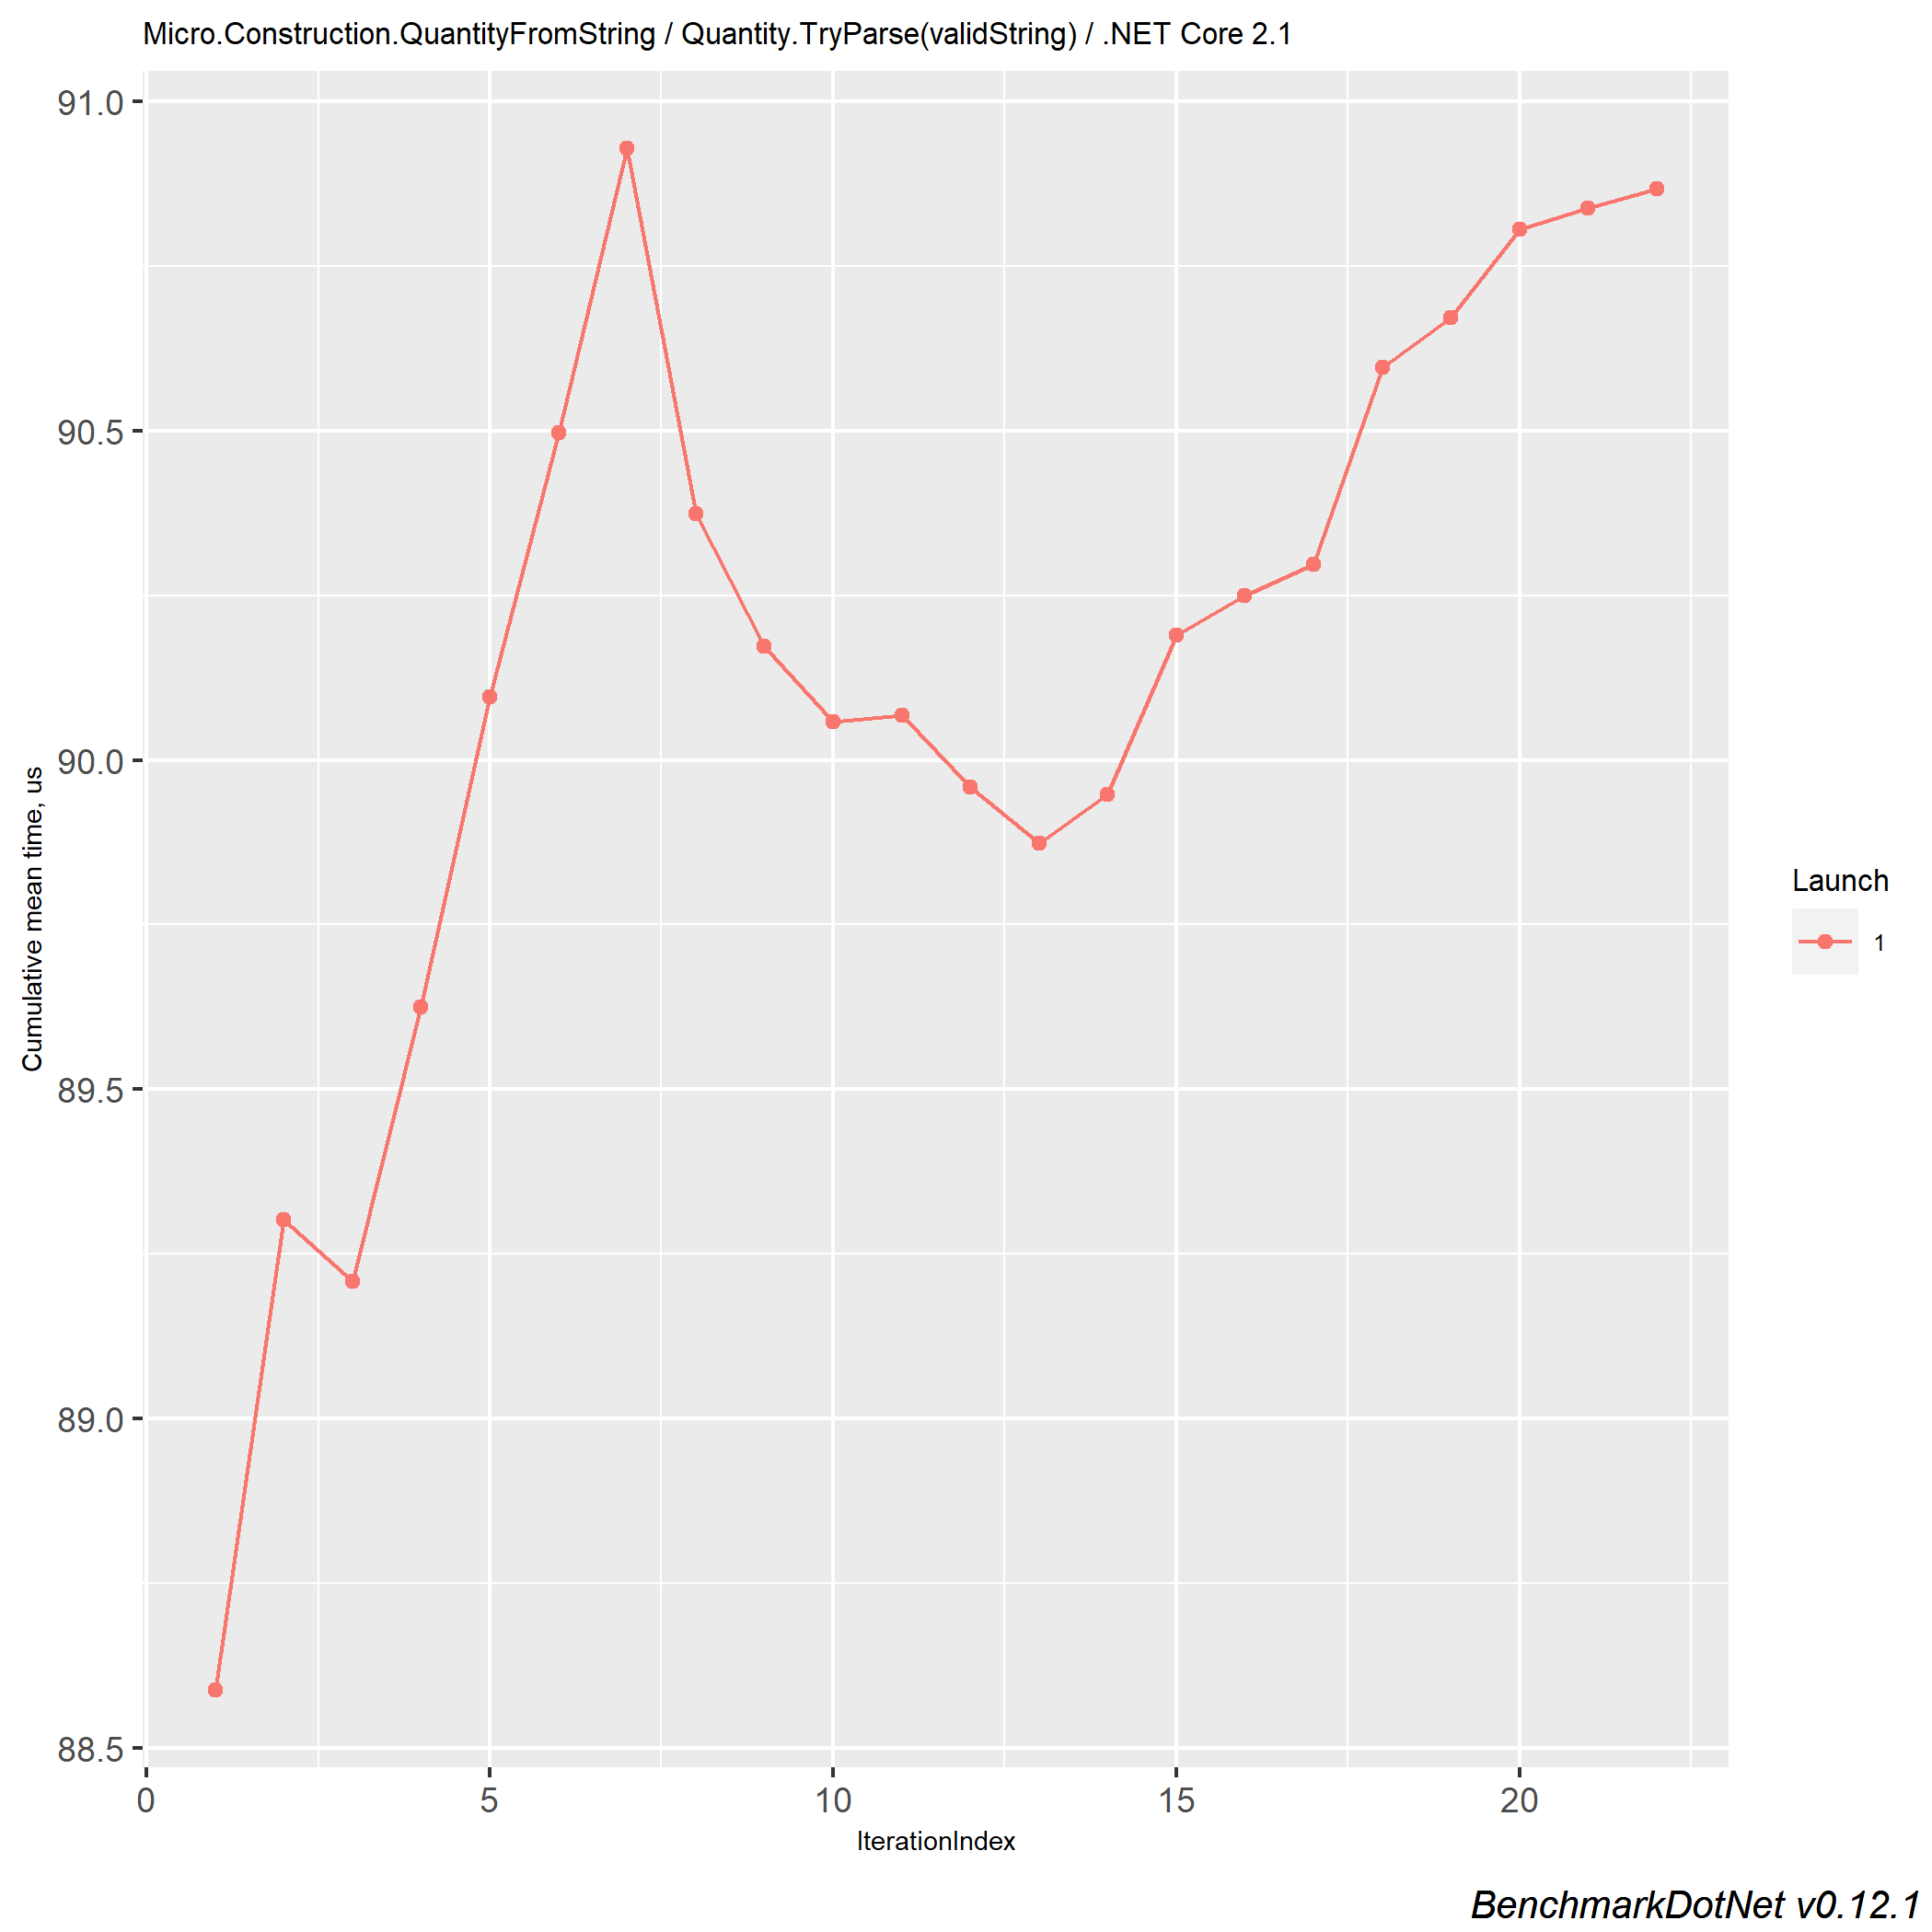 Micro.Construction.QuantityFromString / Quantity.TryParse(validString) / .NET Core 2.1
Cumulative mean time, us
91.0
90.5
90.0
89.5
89.0
88.5
0 5 10 15 20
IterationIndex
Launch
1
BenchmarkDotNet v0.12.1